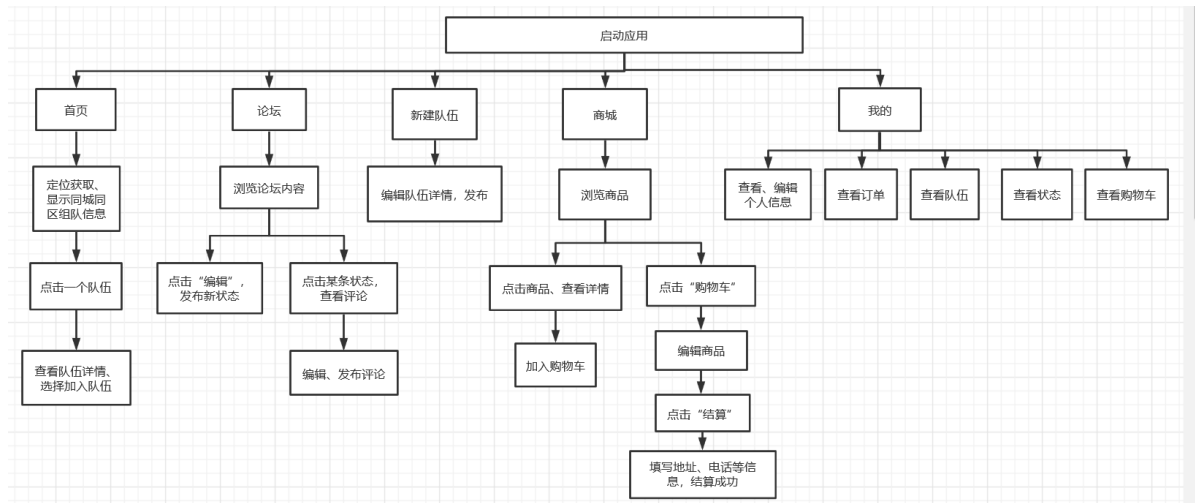 启动应用
首页
论坛
新建队伍
商城
我的
定位获取、
显示同城同
区组队信息
浏览论坛内容
编辑队伍详情，发布
浏览商品
查看、编辑
个人信息
查看订单
查看队伍
查看状态
查看购物车
点击一个队伍
点击“编辑”，
发布新状态
点击某条状态，
查看评论
点击商品、查看详情
点击“购物车”
查看队伍详情、
选择加入队伍
编辑、发布评论
加入购物车
编辑商品
点击“结算”
填写地址、电话等信
息，结算成功